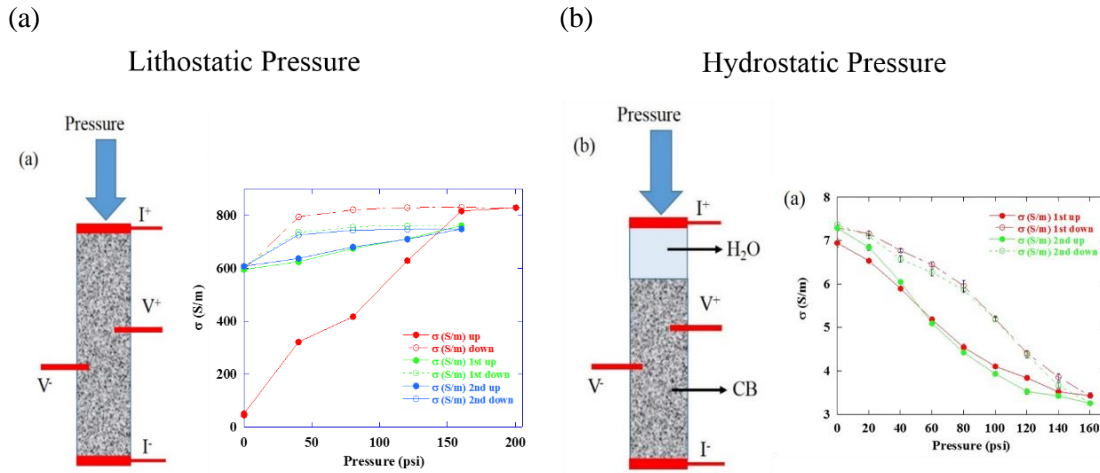 (a)
Lithostatic Pressure
Pressure
(a)
I⁺
V⁺
V⁻
I⁻
800
600
400
200
0
σ (S/m)
σ (S/m) up
σ (S/m) down
σ (S/m) 1st up
σ (S/m) 1st down
σ (S/m) 2nd up
σ (S/m) 2nd down
0 50 100 150 200
Pressure (psi)
(b)
Hydrostatic Pressure
Pressure
(b)
I⁺
H₂O
V⁺
V⁻
CB
I⁻
(a)
8
7
6
5
4
3
σ (S/m)
σ (S/m) 1st up
σ (S/m) 1st down
σ (S/m) 2nd up
σ (S/m) 2nd down
0 20 40 60 80 100 120 140 160
Pressure (psi)